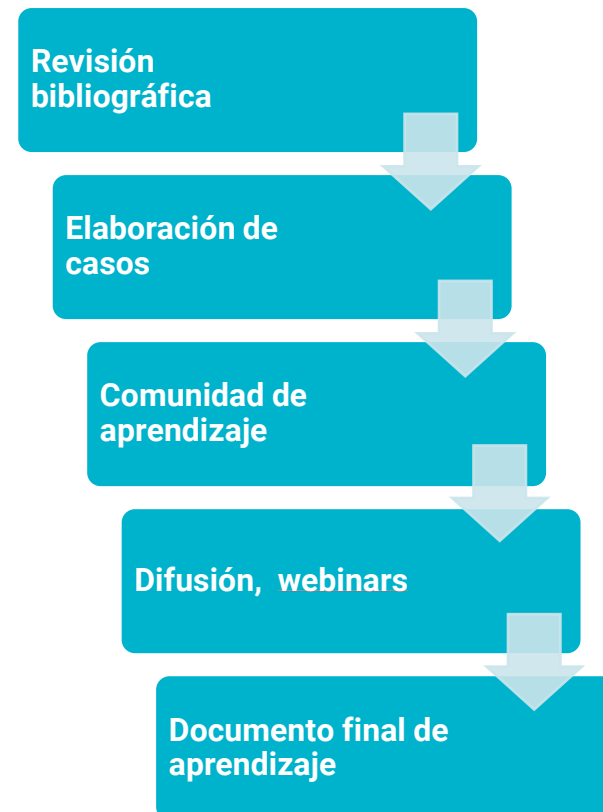 Revisión
bibliográfica
Elaboración de
casos
Comunidad de
aprendizaje
Difusión,  webinars
Documento final de
aprendizaje